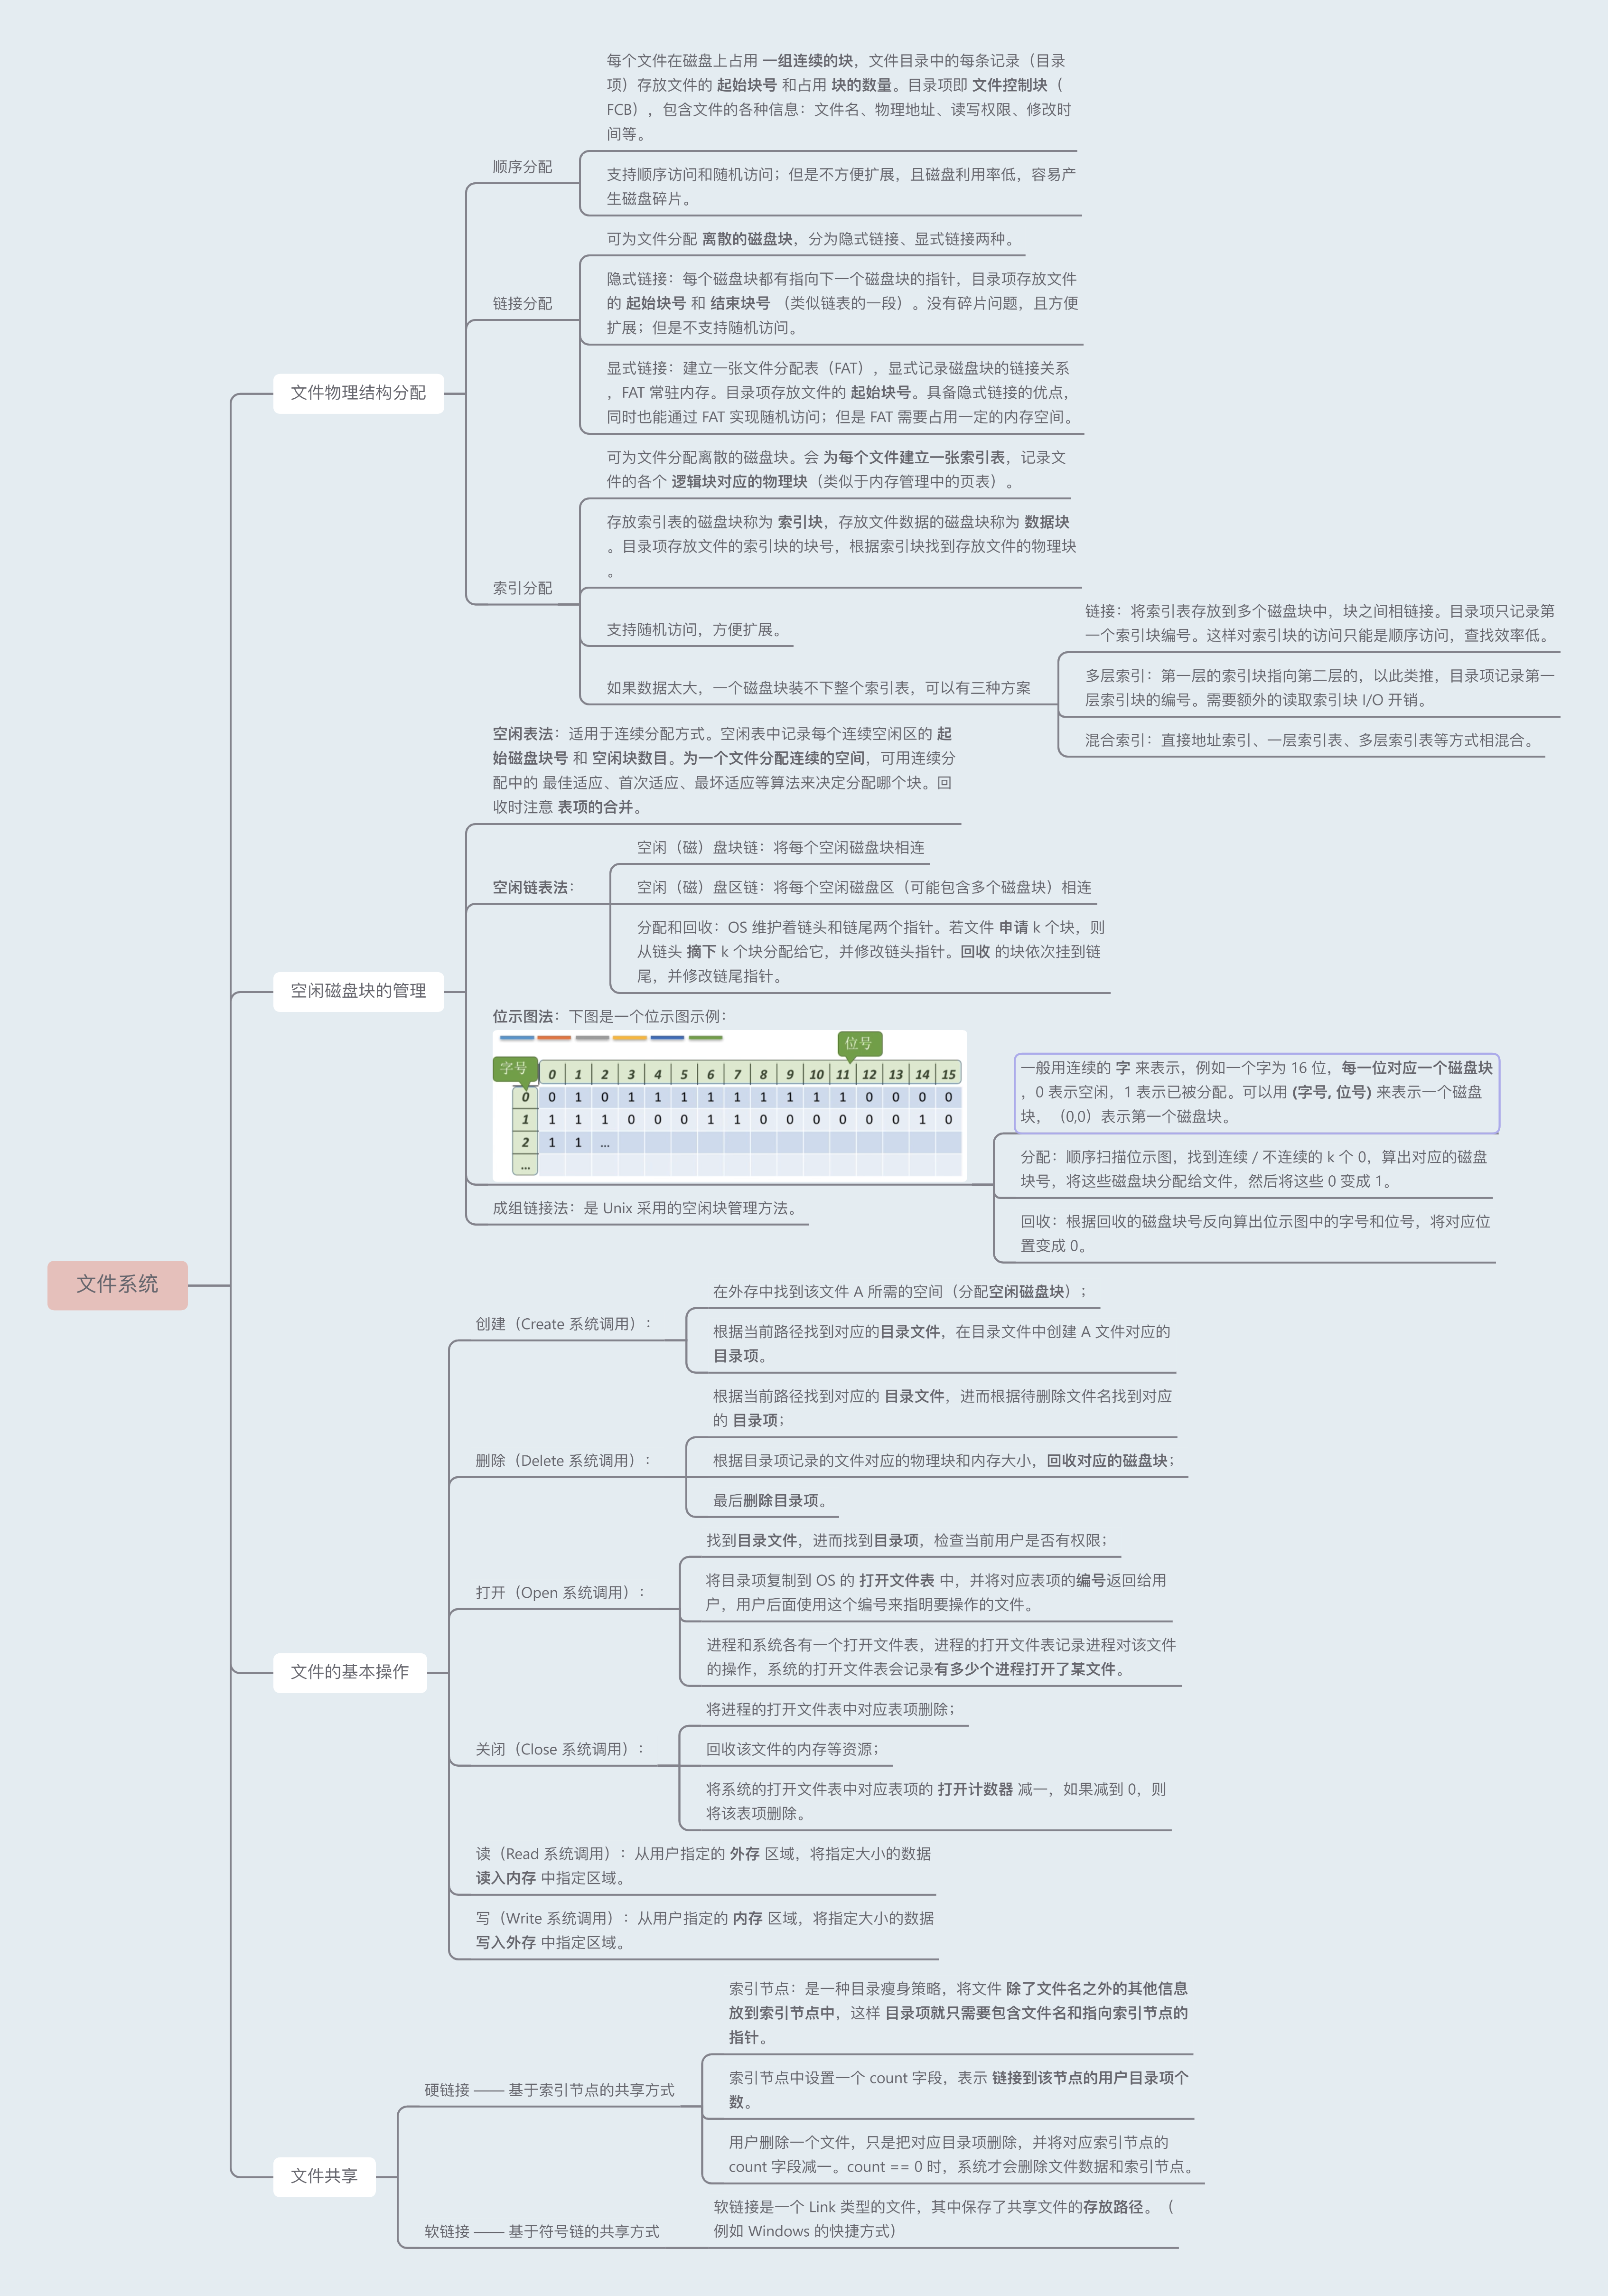 每个文件在磁盘上占用 一组连续的块，文件目录中的每条记录（目录
项）存放文件的 起始块号 和占用 块的数量。目录项即 文件控制块（
FCB），包含文件的各种信息：文件名、物理地址、读写权限、修改时
间等。
顺序分配
支持顺序访问和随机访问；但是不方便扩展，且磁盘利用率低，容易产
生磁盘碎片。
可为文件分配 离散的磁盘块，分为隐式链接、显式链接两种。
隐式链接：每个磁盘块都有指向下一个磁盘块的指针，目录项存放文件
的 起始块号 和 结束块号 （类似链表的一段）。没有碎片问题，且方便
扩展；但是不支持随机访问。
链接分配
显式链接：建立一张文件分配表（FAT），显式记录磁盘块的链接关系
，FAT 常驻内存。目录项存放文件的 起始块号。具备隐式链接的优点，
同时也能通过 FAT 实现随机访问；但是 FAT 需要占用一定的内存空间。
文件物理结构分配
可为文件分配离散的磁盘块。会 为每个文件建立一张索引表，记录文
件的各个 逻辑块对应的物理块（类似于内存管理中的页表）。
存放索引表的磁盘块称为 索引块，存放文件数据的磁盘块称为 数据块
。目录项存放文件的索引块的块号，根据索引块找到存放文件的物理块
。
索引分配
支持随机访问，方便扩展。
如果数据太大，一个磁盘块装不下整个索引表，可以有三种方案
链接：将索引表存放到多个磁盘块中，块之间相链接。目录项只记录第
一个索引块编号。这样对索引块的访问只能是顺序访问，查找效率低。
多层索引：第一层的索引块指向第二层的，以此类推，目录项记录第一
层索引块的编号。需要额外的读取索引块 I/O 开销。
混合索引：直接地址索引、一层索引表、多层索引表等方式相混合。
空闲表法：适用于连续分配方式。空闲表中记录每个连续空闲区的 起
始磁盘块号 和 空闲块数目。为一个文件分配连续的空间，可用连续分
配中的 最佳适应、首次适应、最坏适应等算法来决定分配哪个块。回
收时注意 表项的合并。
空闲链表法：
空闲（磁）盘块链：将每个空闲磁盘块相连
空闲（磁）盘区链：将每个空闲磁盘区（可能包含多个磁盘块）相连
分配和回收：OS 维护着链头和链尾两个指针。若文件 申请 k 个块，则
从链头 摘下 k 个块分配给它，并修改链头指针。回收 的块依次挂到链
尾，并修改链尾指针。
空闲磁盘块的管理
位示图法：下图是一个位示图示例：
位号
字号
0 1 2 3 4 5 6 7 8 9 10 11 12 13 14 15
0 0 1 0 1 1 1 1 1 1 1 1 1 0 0 0 0
1 1 1 1 0 0 0 1 1 0 0 0 0 0 0 1 0
2 1 1 ...
...
一般用连续的 字 来表示，例如一个字为 16 位，每一位对应一个磁盘块
，0 表示空闲，1 表示已被分配。可以用 (字号, 位号) 来表示一个磁盘
块，（0,0）表示第一个磁盘块。
分配：顺序扫描位示图，找到连续 / 不连续的 k 个 0，算出对应的磁盘
块号，将这些磁盘块分配给文件，然后将这些 0 变成 1。
回收：根据回收的磁盘块号反向算出位示图中的字号和位号，将对应位
置变成 0。
成组链接法：是 Unix 采用的空闲块管理方法。
文件系统
创建（Create 系统调用）：
在外存中找到该文件 A 所需的空间（分配空闲磁盘块）；
根据当前路径找到对应的目录文件，在目录文件中创建 A 文件对应的
目录项。
删除（Delete 系统调用）：
根据当前路径找到对应的 目录文件，进而根据待删除文件名找到对应
的 目录项；
根据目录项记录的文件对应的物理块和内存大小，回收对应的磁盘块；
最后删除目录项。
打开（Open 系统调用）：
找到目录文件，进而找到目录项，检查当前用户是否有权限；
将目录项复制到 OS 的 打开文件表 中，并将对应表项的编号返回给用
户，用户后面使用这个编号来指明要操作的文件。
进程和系统各有一个打开文件表，进程的打开文件表记录进程对该文件
的操作，系统的打开文件表会记录有多少个进程打开了某文件。
文件的基本操作
关闭（Close 系统调用）：
将进程的打开文件表中对应表项删除；
回收该文件的内存等资源；
将系统的打开文件表中对应表项的 打开计数器 减一，如果减到 0，则
将该表项删除。
读（Read 系统调用）：从用户指定的 外存 区域，将指定大小的数据
读入内存 中指定区域。
写（Write 系统调用）：从用户指定的 内存 区域，将指定大小的数据
写入外存 中指定区域。
硬链接 —— 基于索引节点的共享方式
索引节点：是一种目录瘦身策略，将文件 除了文件名之外的其他信息
放到索引节点中，这样 目录项就只需要包含文件名和指向索引节点的
指针。
索引节点中设置一个 count 字段，表示 链接到该节点的用户目录项个
数。
用户删除一个文件，只是把对应目录项删除，并将对应索引节点的
count 字段减一。count == 0 时，系统才会删除文件数据和索引节点。
文件共享
软链接 —— 基于符号链的共享方式
软链接是一个 Link 类型的文件，其中保存了共享文件的存放路径。（
例如 Windows 的快捷方式）